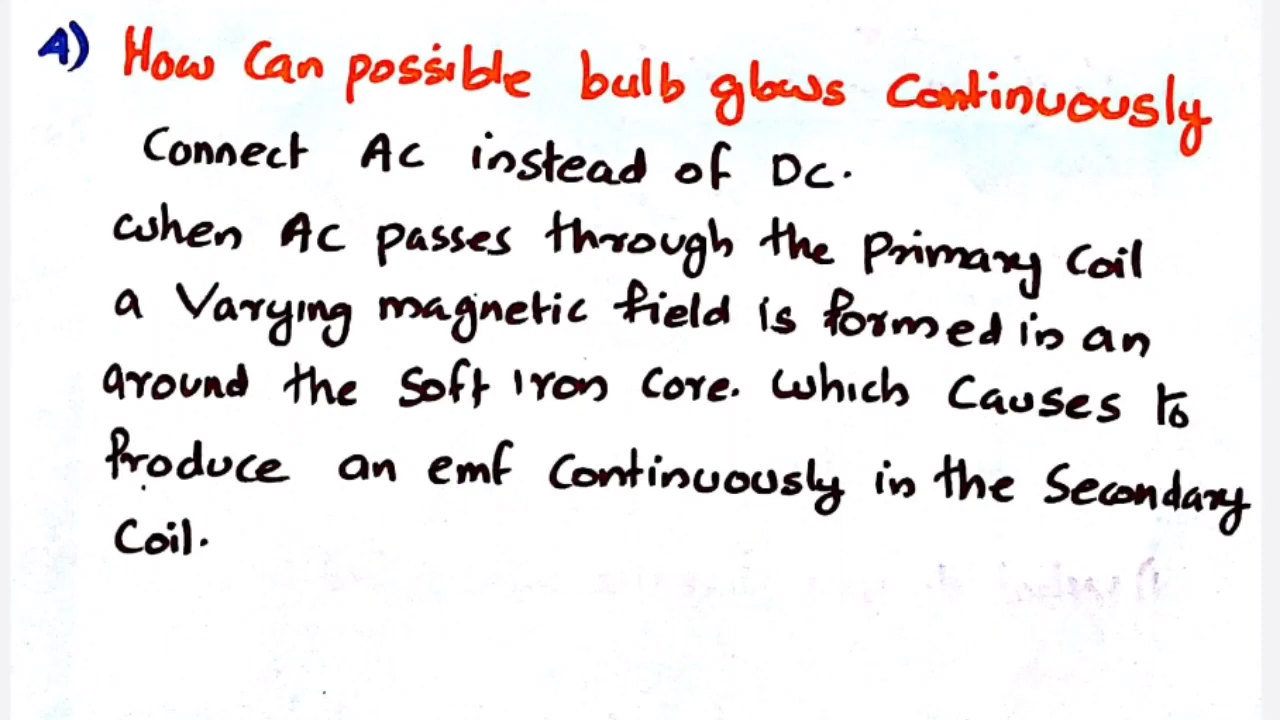 4) How Can possible bulb glows Continuously
Connect AC instead of DC.
when AC passes through the Primary Coil
a Varying magnetic field is formed in an
around the Soft Iron Core. Which Causes to
Produce an emf Continuously in the Secondary
Coil.